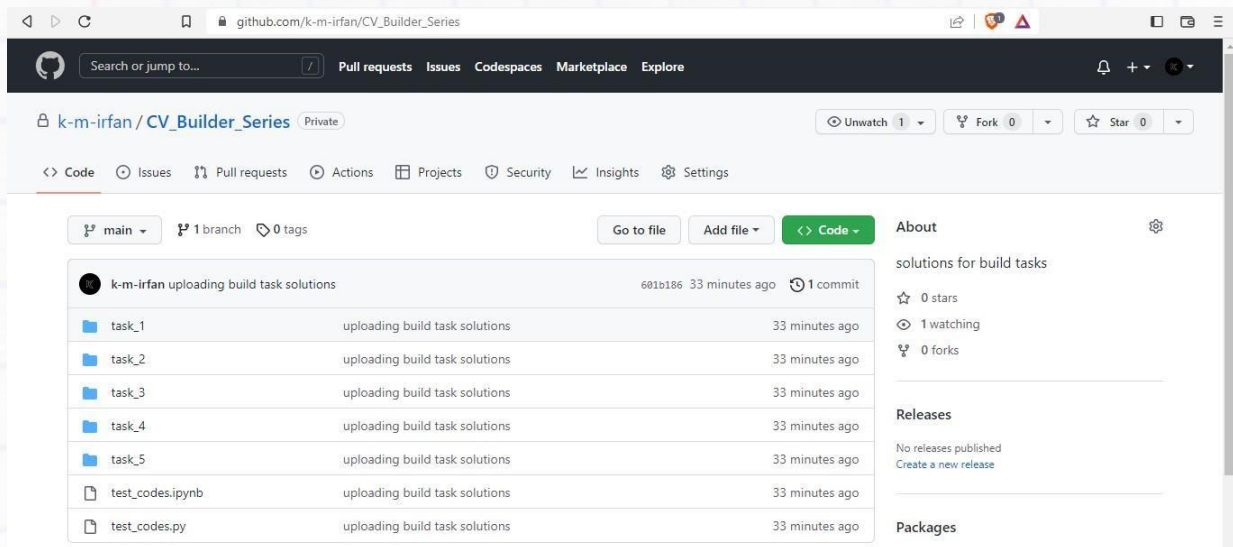 github.com/k-m-irfan/CV_Builder_Series
Search or jump to... / Pull requests Issues Codespaces Marketplace Explore
k-m-irfan / CV_Builder_Series Private
Unwatch 1 Fork 0 Star 0
<> Code Issues Pull requests Actions Projects Security Insights Settings
main 1 branch 0 tags Go to file Add file <> Code
k-m-irfan uploading build task solutions 601b186 33 minutes ago 1 commit
task_1 uploading build task solutions 33 minutes ago
task_2 uploading build task solutions 33 minutes ago
task_3 uploading build task solutions 33 minutes ago
task_4 uploading build task solutions 33 minutes ago
task_5 uploading build task solutions 33 minutes ago
test_codes.ipynb uploading build task solutions 33 minutes ago
test_codes.py uploading build task solutions 33 minutes ago
About
solutions for build tasks
0 stars
1 watching
0 forks
Releases
No releases published
Create a new release
Packages